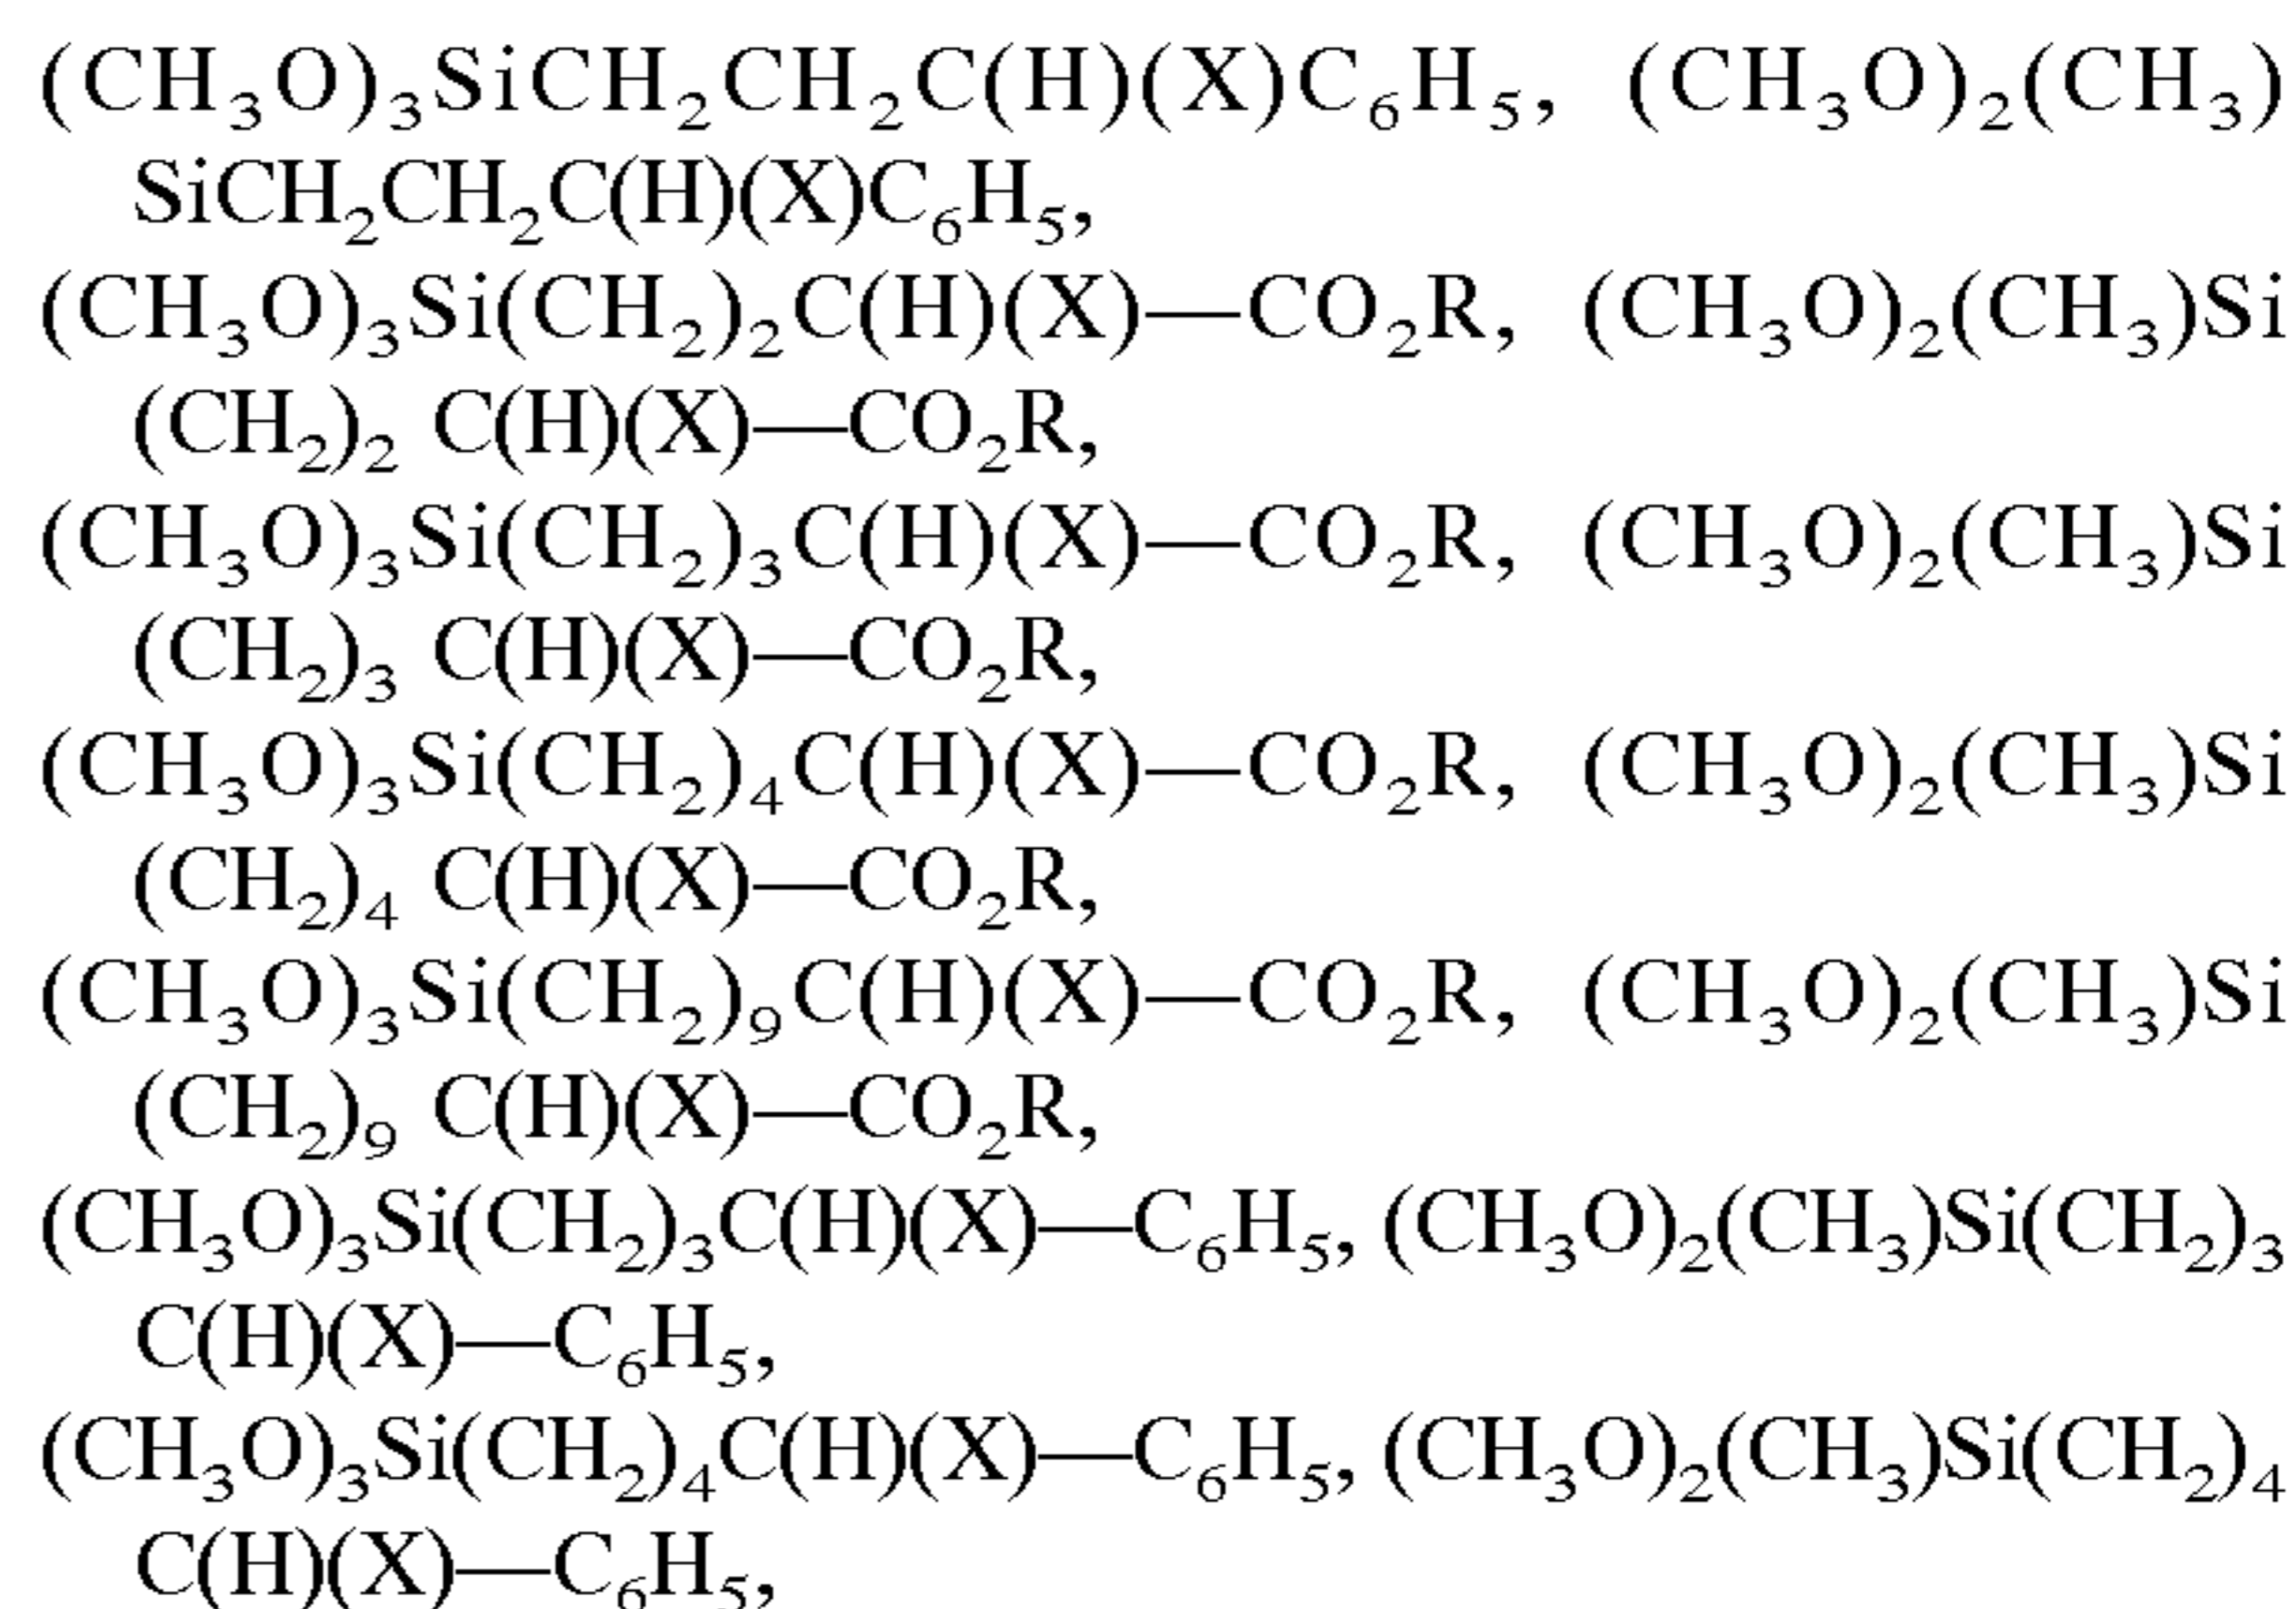 (CH₃O)₃SiCH₂CH₂C(H)(X)C₆H₅, (CH₃O)₂(CH₃)
SiCH₂CH₂C(H)(X)C₆H₅,
(CH₃O)₃Si(CH₂)₂C(H)(X)—CO₂R, (CH₃O)₂(CH₃)Si
(CH₂)₂ C(H)(X)—CO₂R,
(CH₃O)₃Si(CH₂)₃C(H)(X)—CO₂R, (CH₃O)₂(CH₃)Si
(CH₂)₃ C(H)(X)—CO₂R,
(CH₃O)₃Si(CH₂)₄C(H)(X)—CO₂R, (CH₃O)₂(CH₃)Si
(CH₂)₄ C(H)(X)—CO₂R,
(CH₃O)₃Si(CH₂)₉C(H)(X)—CO₂R, (CH₃O)₂(CH₃)Si
(CH₂)₉ C(H)(X)—CO₂R,
(CH₃O)₃Si(CH₂)₃C(H)(X)—C₆H₅, (CH₃O)₂(CH₃)Si(CH₂)₃
C(H)(X)—C₆H₅,
(CH₃O)₃Si(CH₂)₄C(H)(X)—C₆H₅, (CH₃O)₂(CH₃)Si(CH₂)₄
C(H)(X)—C₆H₅,